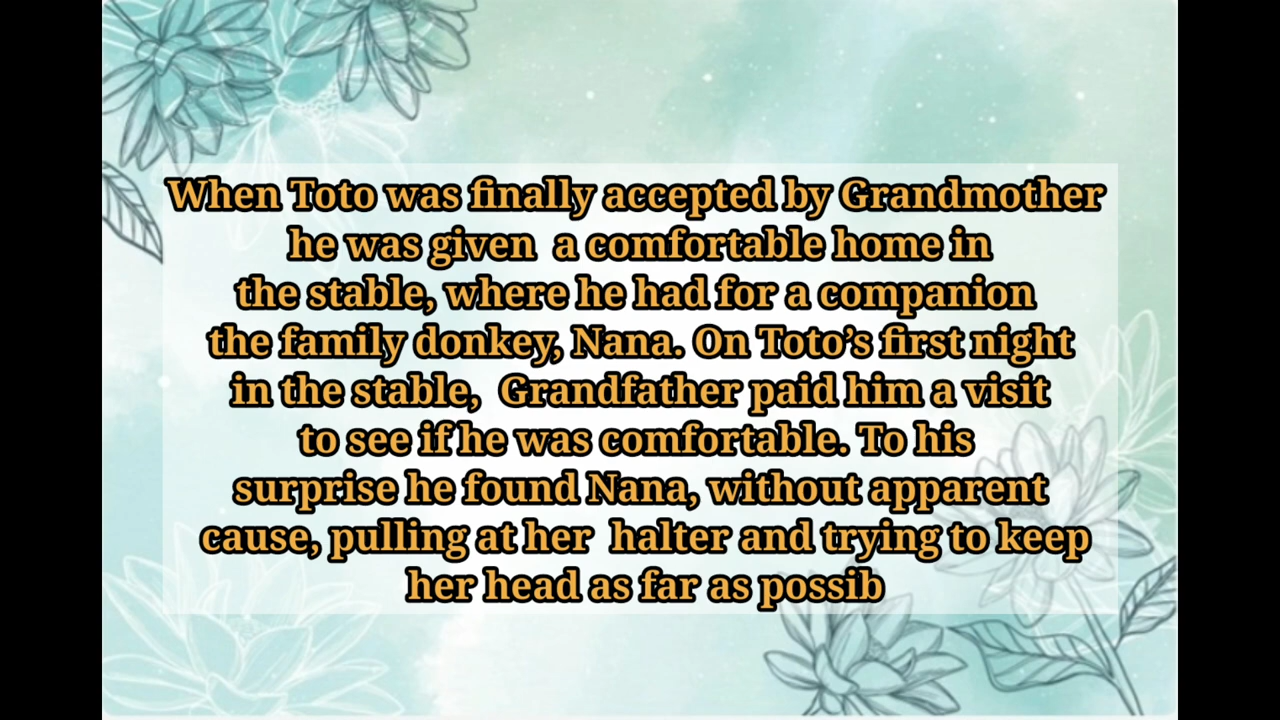 When Toto was finally accepted by Grandmother
he was given  a comfortable home in
the stable, where he had for a companion
the family donkey, Nana. On Toto’s first night
in the stable,  Grandfather paid him a visit
to see if he was comfortable. To his
surprise he found Nana, without apparent
cause, pulling at her  halter and trying to keep
her head as far as possib